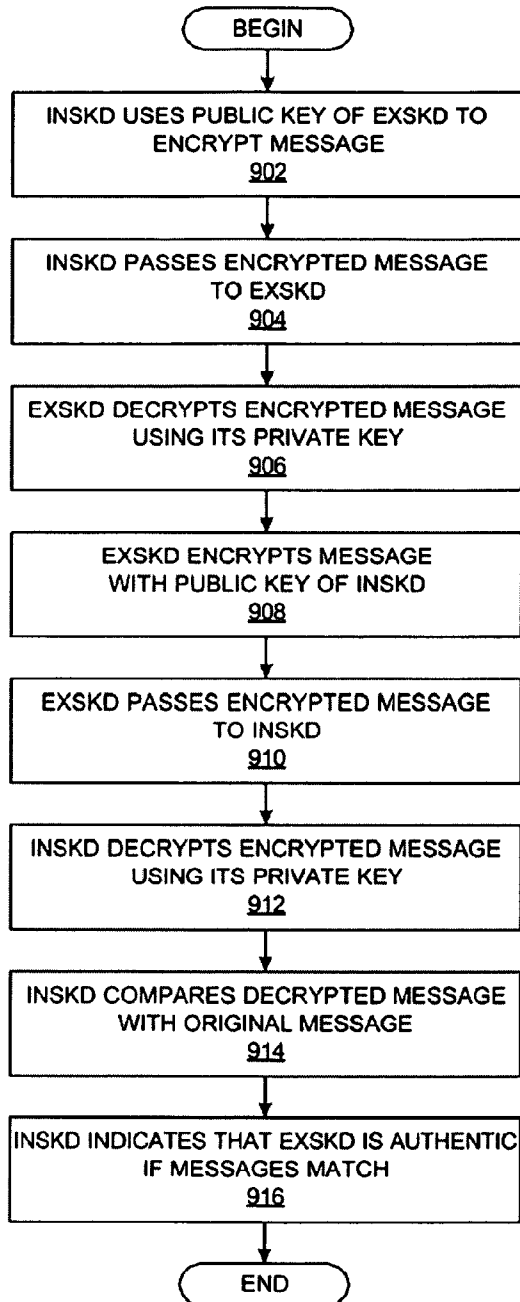 BEGIN
INSKD USES PUBLIC KEY OF EXSKD TO
ENCRYPT MESSAGE
902
INSKD PASSES ENCRYPTED MESSAGE
TO EXSKD
904
EXSKD DECRYPTS ENCRYPTED MESSAGE
USING ITS PRIVATE KEY
906
EXSKD ENCRYPTS MESSAGE
WITH PUBLIC KEY OF INSKD
908
EXSKD PASSES ENCRYPTED MESSAGE
TO INSKD
910
INSKD DECRYPTS ENCRYPTED MESSAGE
USING ITS PRIVATE KEY
912
INSKD COMPARES DECRYPTED MESSAGE
WITH ORIGINAL MESSAGE
914
INSKD INDICATES THAT EXSKD IS AUTHENTIC
IF MESSAGES MATCH
916
END